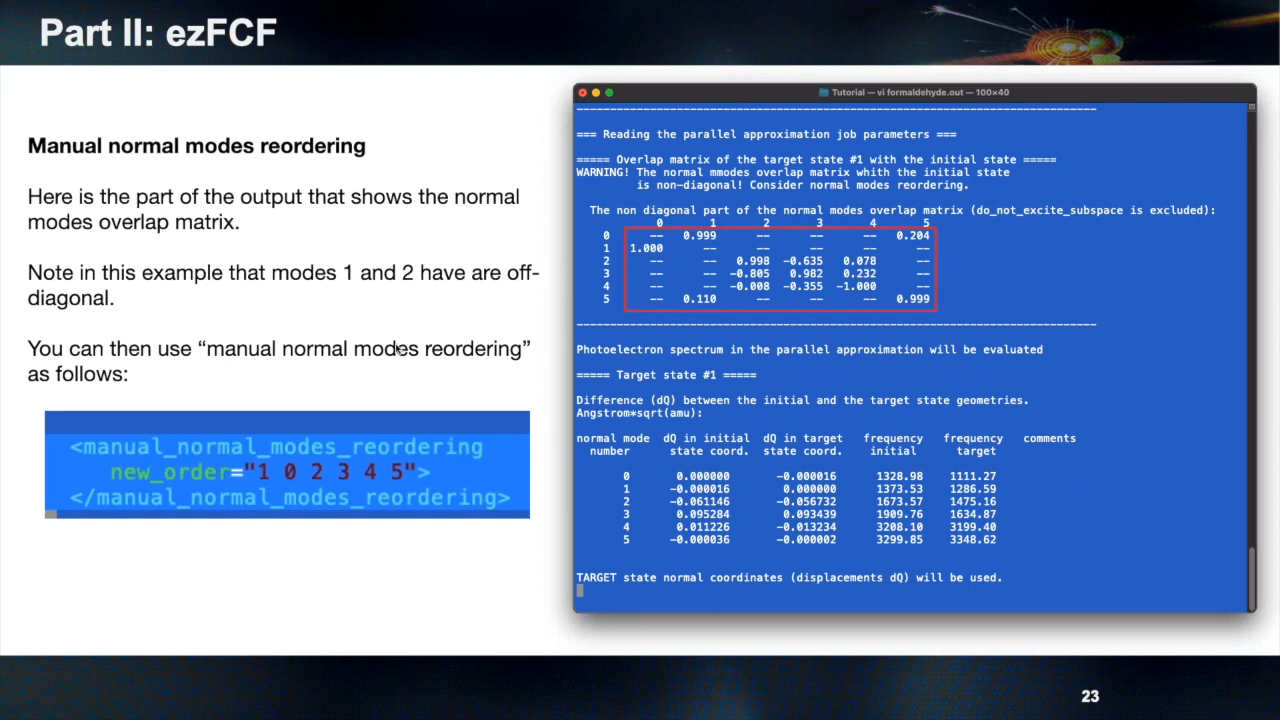 Part II: ezFCF
Manual normal modes reordering
Here is the part of the output that shows the normal
modes overlap matrix.
Note in this example that modes 1 and 2 have are off-
diagonal.
You can then use “manual normal modes reordering”
as follows:
<manual_normal_modes_reordering
new_order="1 0 2 3 4 5">
</manual_normal_modes_reordering>
Tutorial — vi formaldehyde.out — 100×40
--------------------------------------------------------------------------------
=== Reading the parallel approximation job parameters ===
===== Overlap matrix of the target state #1 with the initial state =====
WARNING! The normal mmodes overlap matrix whith the initial state
is non-diagonal! Consider normal modes reordering.
The non diagonal part of the normal modes overlap matrix (do_not_excite_subspace is excluded):
0 1 2 3 4 5
0 -- 0.999 -- -- -- 0.204
1 1.000 -- -- -- -- --
2 -- -- 0.998 -0.635 0.078 --
3 -- -- -0.805 0.982 0.232 --
4 -- -- -0.008 -0.355 -1.000 --
5 -- 0.110 -- -- -- 0.999
--------------------------------------------------------------------------------
Photoelectron spectrum in the parallel approximation will be evaluated
===== Target state #1 =====
Difference (dQ) between the initial and the target state geometries.
Angstrom*sqrt(amu):
normal mode dQ in initial dQ in target frequency frequency comments
number state coord. state coord. initial target
0 0.000000 -0.000016 1328.98 1111.27
1 -0.000016 0.000000 1373.53 1286.59
2 -0.061146 -0.056732 1673.57 1475.16
3 0.095284 0.093439 1909.76 1634.87
4 0.011226 -0.013234 3208.10 3199.40
5 -0.000036 -0.000002 3299.85 3348.62
TARGET state normal coordinates (displacements dQ) will be used.
23